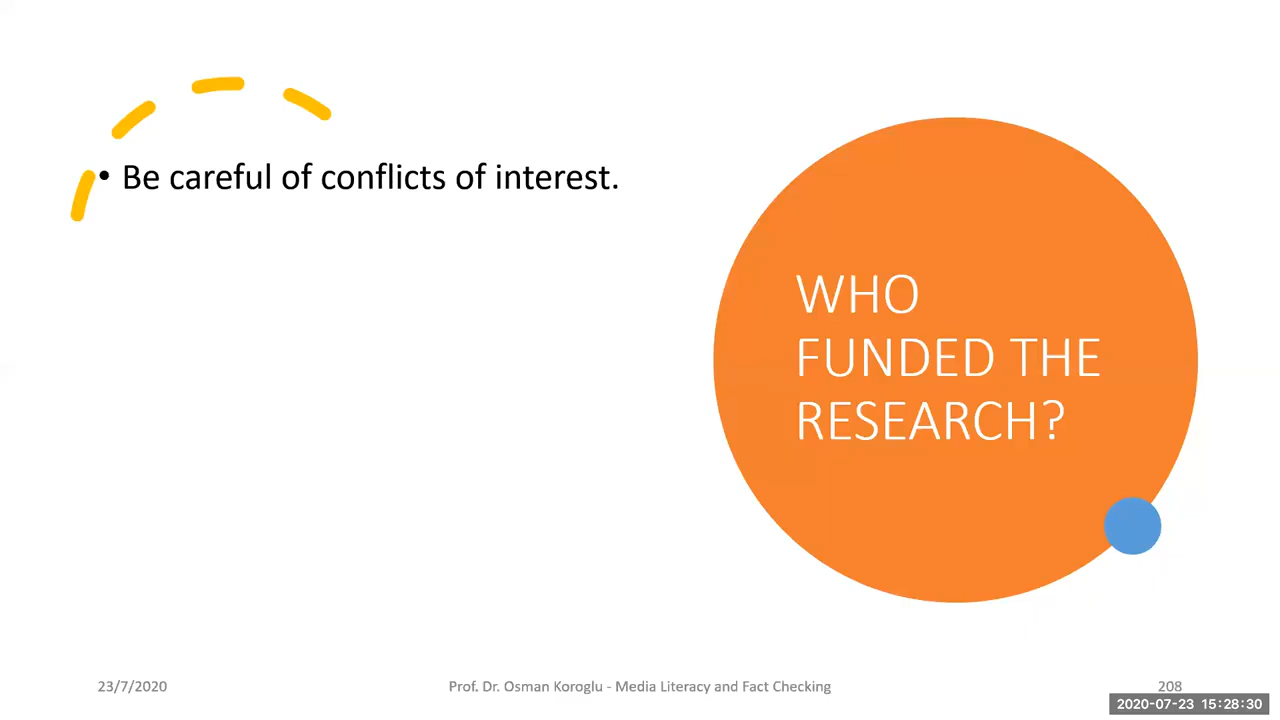 • Be careful of conflicts of interest.
WHO
FUNDED THE
RESEARCH?
23/7/2020
Prof. Dr. Osman Koroglu - Media Literacy and Fact Checking
208
2020-07-23 15:28:30